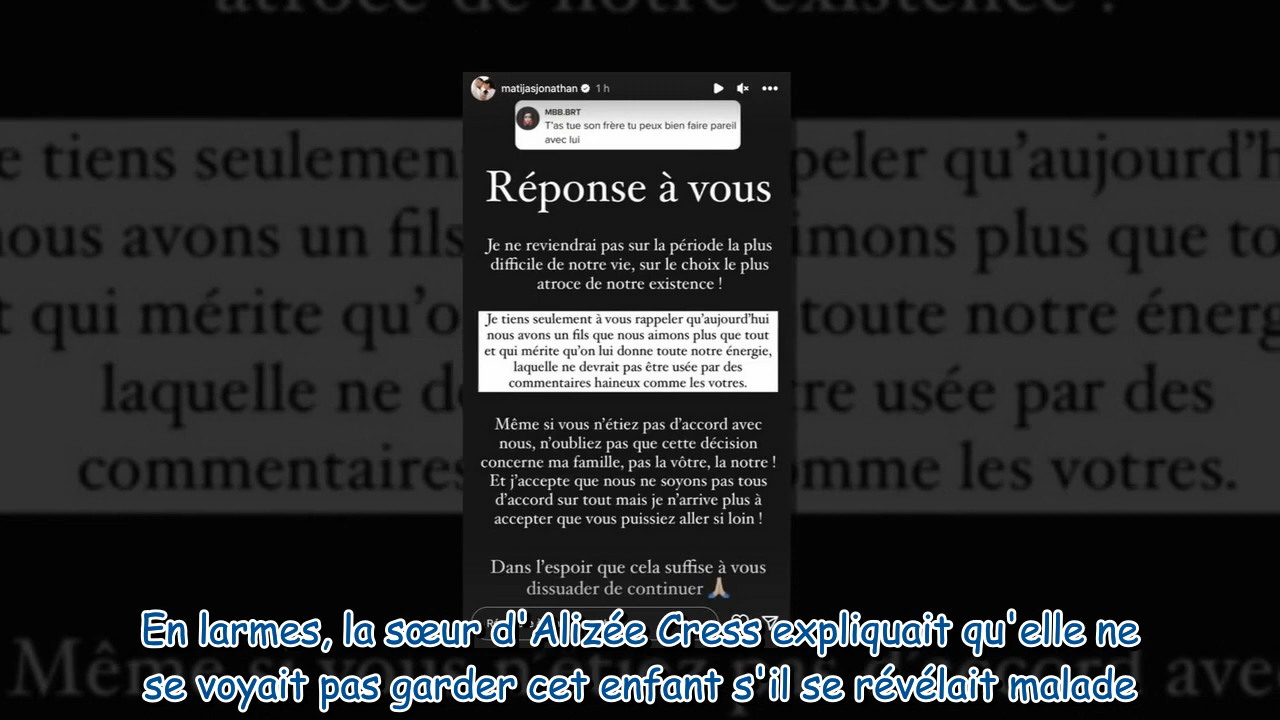 atroce de notre existence !
matijasjonathan 1 h
MBB.BRT
T'as tue son frère tu peux bien faire pareil
avec lui
Réponse à vous
Je ne reviendrai pas sur la période la plus
difficile de notre vie, sur le choix le plus
atroce de notre existence !
Je tiens seulement à vous rappeler qu'aujourd'hui
nous avons un fils que nous aimons plus que tout
et qui mérite qu'on lui donne toute notre énergie,
laquelle ne devrait pas être usée par des
commentaires haineux comme les votres.
Même si vous n'étiez pas d'accord avec
nous, n'oubliez pas que cette décision
concerne ma famille, pas la vôtre, la notre !
Et j'accepte que nous ne soyons pas tous
d'accord sur tout mais je n'arrive plus à
accepter que vous puissiez aller si loin !
Dans l'espoir que cela suffise à vous
dissuader de continuer 🙏🏼
En larmes, la sœur d'Alizée Cress expliquait qu'elle ne
se voyait pas garder cet enfant s'il se révélait malade